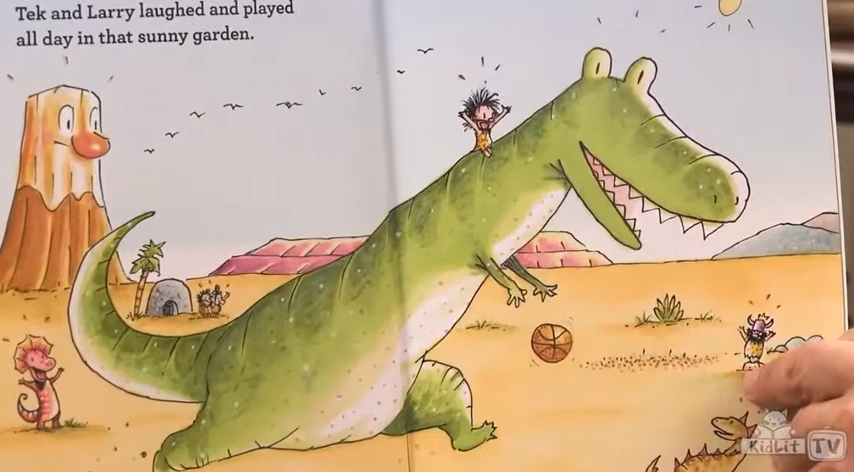 Tek and Larry laughed and played
all day in that sunny garden.
KidLit TV